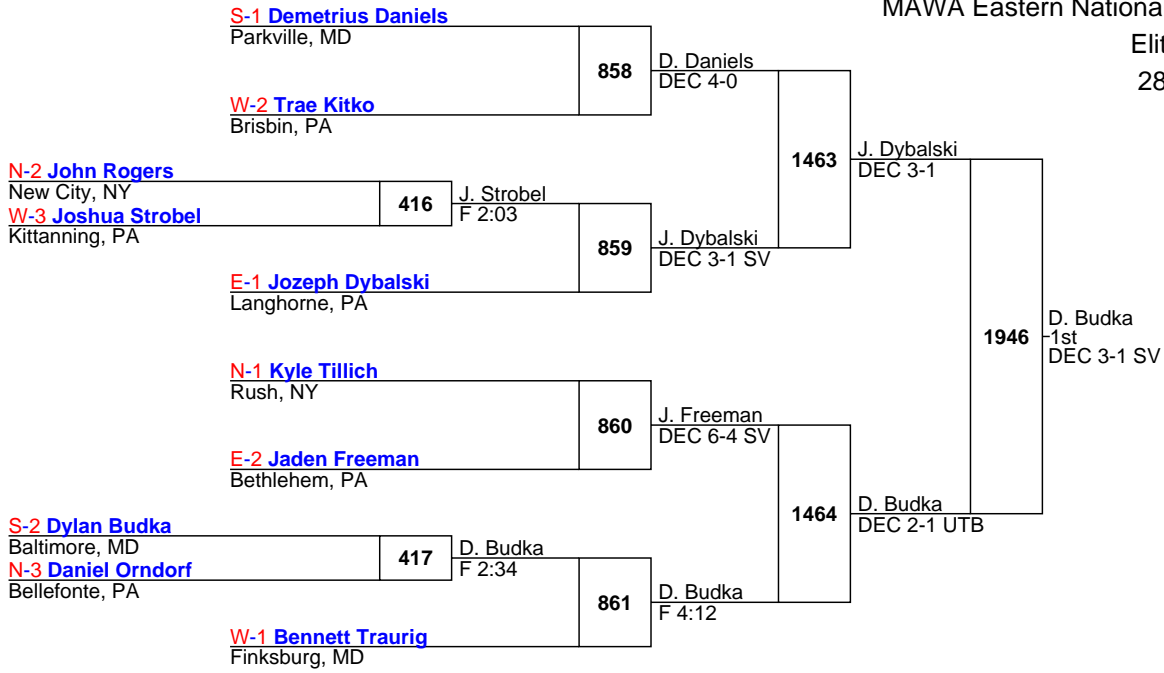 MAWA Eastern Nationa
Elit
28
S-1 Demetrius Daniels
Parkville, MD
858
D. Daniels
DEC 4-0
W-2 Trae Kitko
Brisbin, PA
1463
J. Dybalski
DEC 3-1
N-2 John Rogers
New City, NY
416
J. Strobel
F 2:03
W-3 Joshua Strobel
Kittanning, PA
859
J. Dybalski
DEC 3-1 SV
E-1 Jozeph Dybalski
Langhorne, PA
1946
D. Budka
1st
DEC 3-1 SV
N-1 Kyle Tillich
Rush, NY
860
J. Freeman
DEC 6-4 SV
E-2 Jaden Freeman
Bethlehem, PA
1464
D. Budka
DEC 2-1 UTB
S-2 Dylan Budka
Baltimore, MD
417
D. Budka
F 2:34
N-3 Daniel Orndorf
Bellefonte, PA
861
D. Budka
F 4:12
W-1 Bennett Traurig
Finksburg, MD